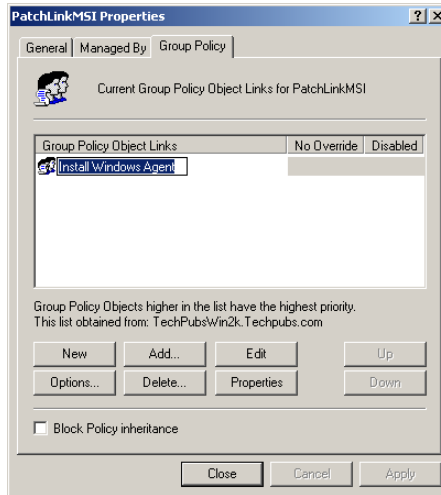 PatchLinkMSI Properties
General Managed By Group Policy
Current Group Policy Object Links for PatchLinkMSI
Group Policy Object Links No Override Disabled
Install Windows Agent
Group Policy Objects higher in the list have the highest priority.
This list obtained from: TechPubsWin2k.Techpubs.com
New Add... Edit Up
Options... Delete... Properties Down
Block Policy inheritance
Close Cancel Apply